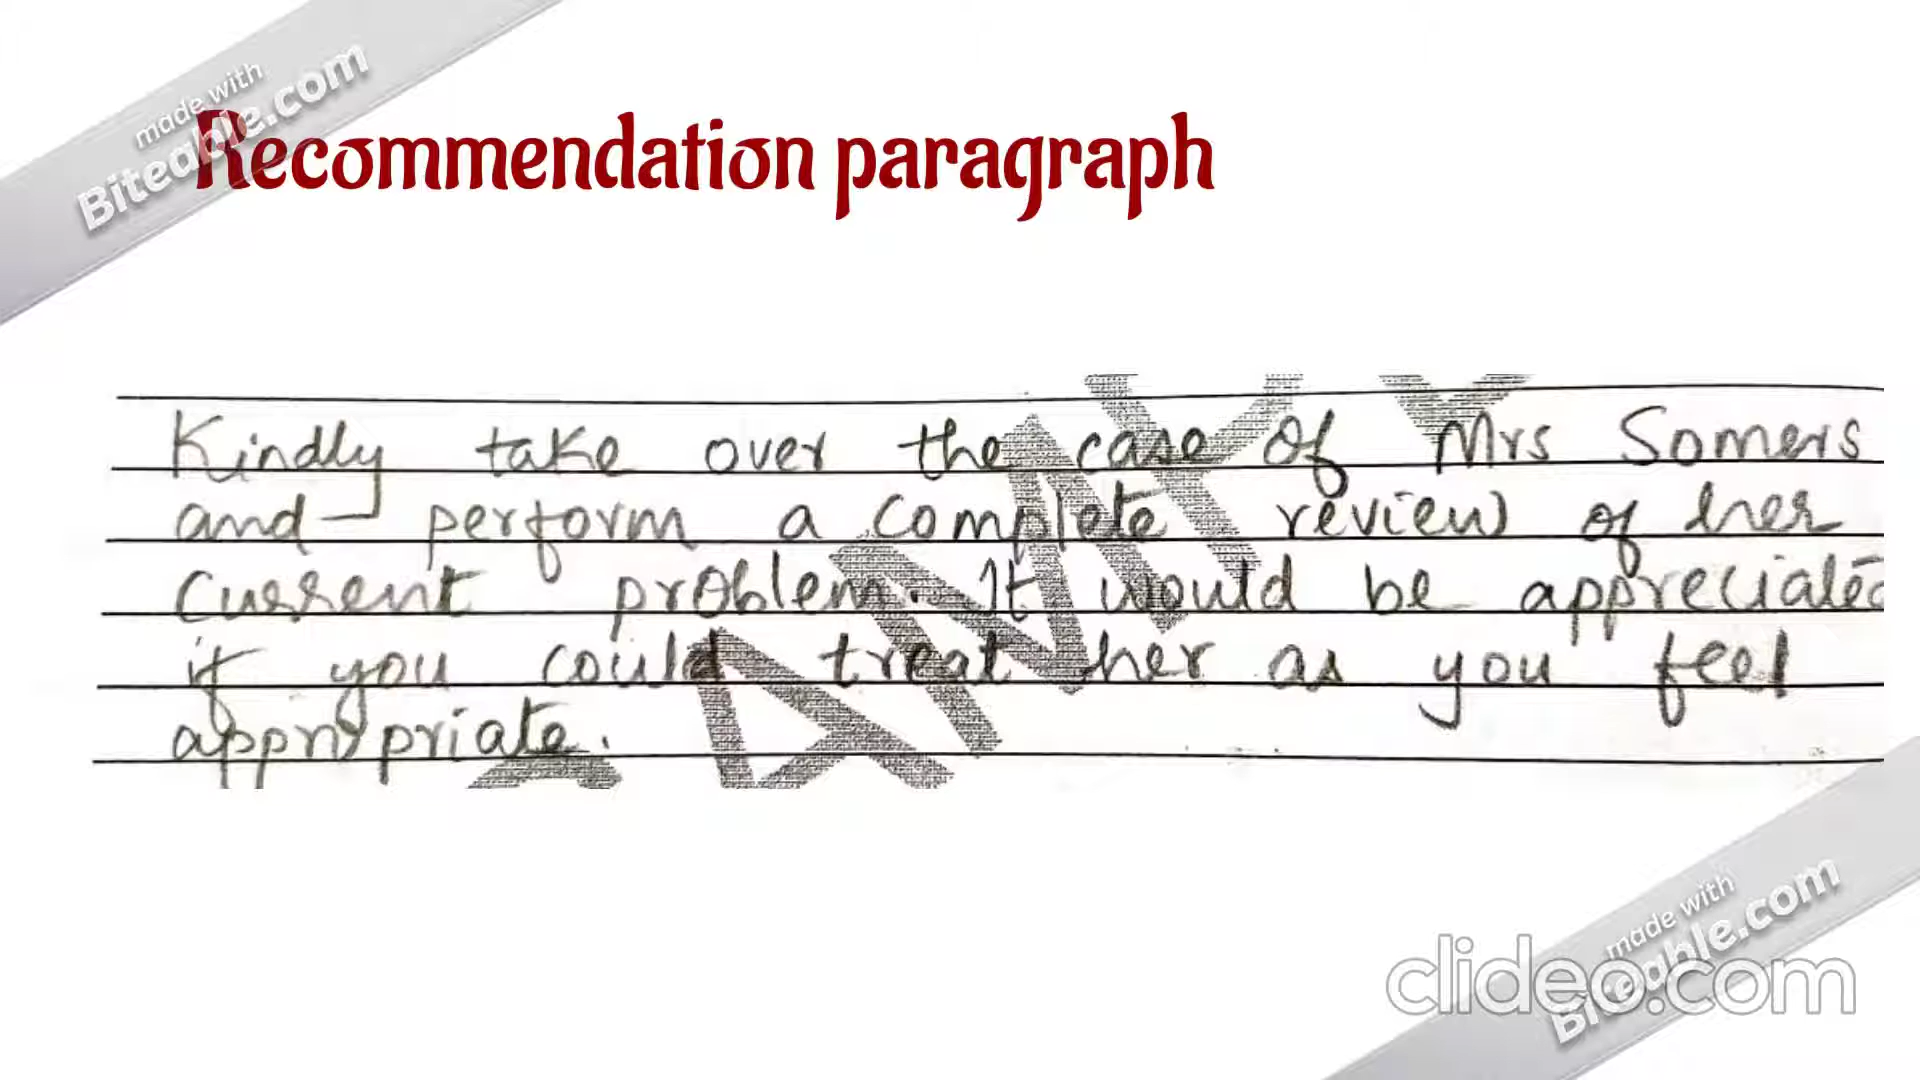 made with
Biteable.com
Recommendation paragraph
Kindly take over the case of Mrs Somers
and perform a complete review of her
current problem. It would be appreciated
if you could treat her as you feel
appropriate.
made with
Biteable.com
clideo.com